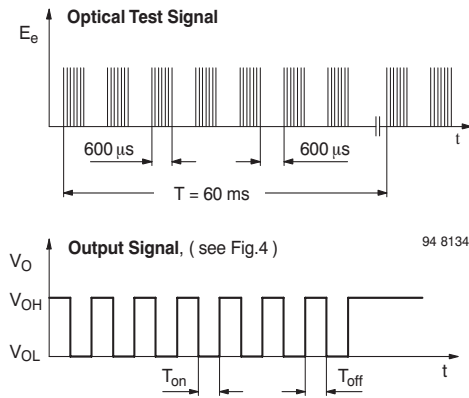 Optical Test Signal
Ee
t
600 μs
600 μs
T = 60 ms
Output Signal, ( see Fig.4 )
94 8134
VO
VOH
VOL
Ton
Toff
t